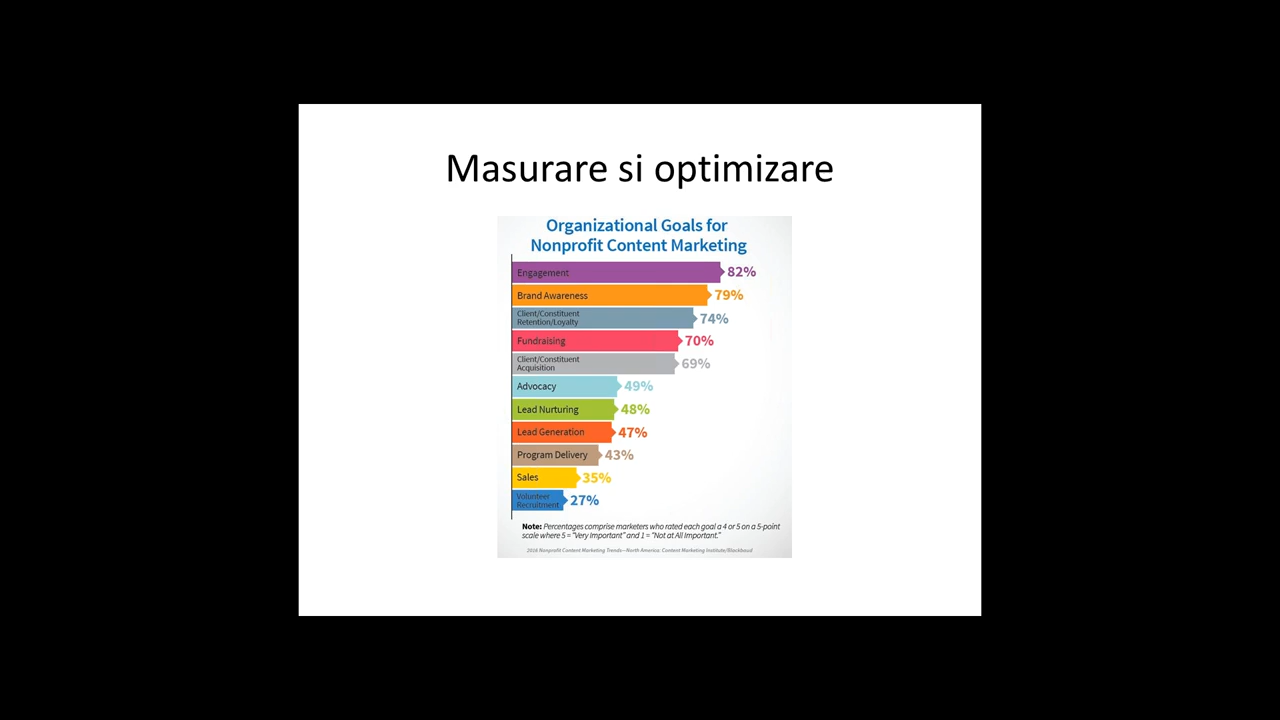 Masurare si optimizare
Organizational Goals for
Nonprofit Content Marketing
Engagement 82%
Brand Awareness 79%
Client/Constituent
Retention/Loyalty 74%
Fundraising 70%
Client/Constituent
Acquisition 69%
Advocacy 49%
Lead Nurturing 48%
Lead Generation 47%
Program Delivery 43%
Sales 35%
Volunteer
Recruitment 27%
Note: Percentages comprise marketers who rated each goal a 4 or 5 on a 5-point
scale where 5 = "Very Important" and 1 = "Not at All Important."
2016 Nonprofit Content Marketing Trends—North America: Content Marketing Institute/Blackbaud